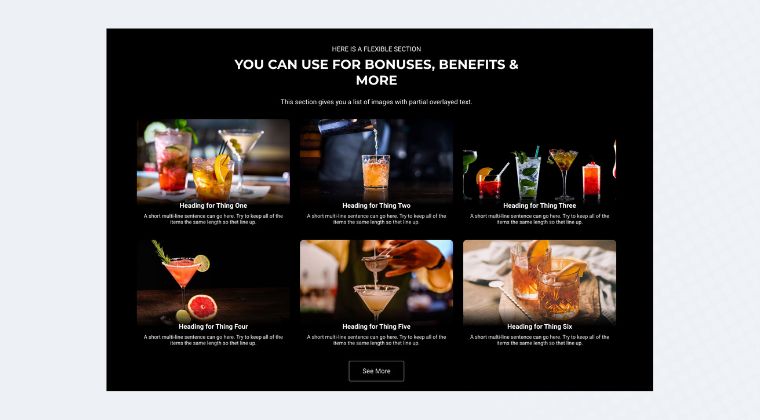 HERE IS A FLEXIBLE SECTION
YOU CAN USE FOR BONUSES, BENEFITS &
MORE
This section gives you a list of images with partial overlayed text.
Heading for Thing One
A short multi-line sentence can go here. Try to keep all of the
items the same length so thet line up.
Heading for Thing Two
A short multi-line sentence can go here. Try to keep all of the
items the same length so thet line up.
Heading for Thing Three
A short multi-line sentence can go here. Try to keep all of the
items the same length so thet line up.
Heading for Thing Four
A short multi-line sentence can go here. Try to keep all of the
items the same length so thet line up.
Heading for Thing Five
A short multi-line sentence can go here. Try to keep all of the
items the same length so thet line up.
Heading for Thing Six
A short multi-line sentence can go here. Try to keep all of the
items the same length so thet line up.
See More